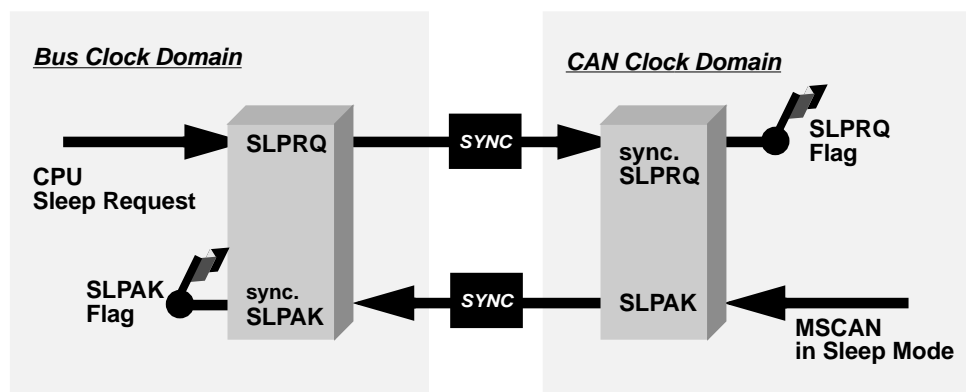 Bus Clock Domain
CAN Clock Domain
SLPRQ
SYNC
sync.
SLPRQ
SLPRQ
Flag
CPU
Sleep Request
SLPAK
Flag
sync.
SLPAK
SYNC
SLPAK
MSCAN
in Sleep Mode